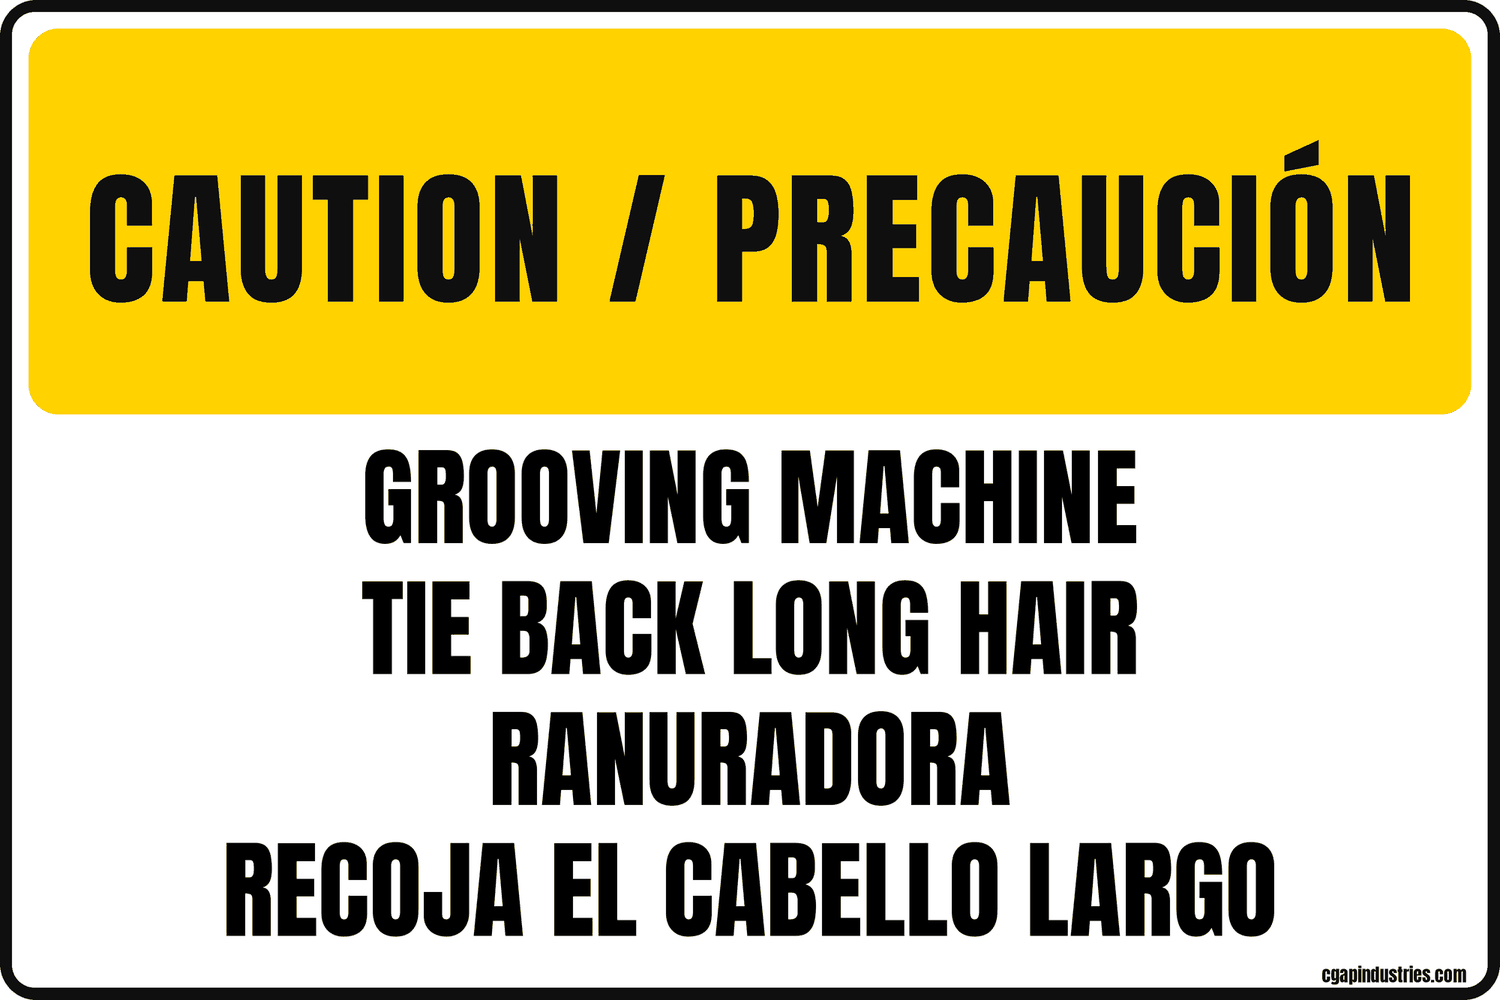 CAUTION / PRECAUCIÓN
GROOVING MACHINE
TIE BACK LONG HAIR
RANURADORA
RECOJA EL CABELLO LARGO
cgapindustries.com